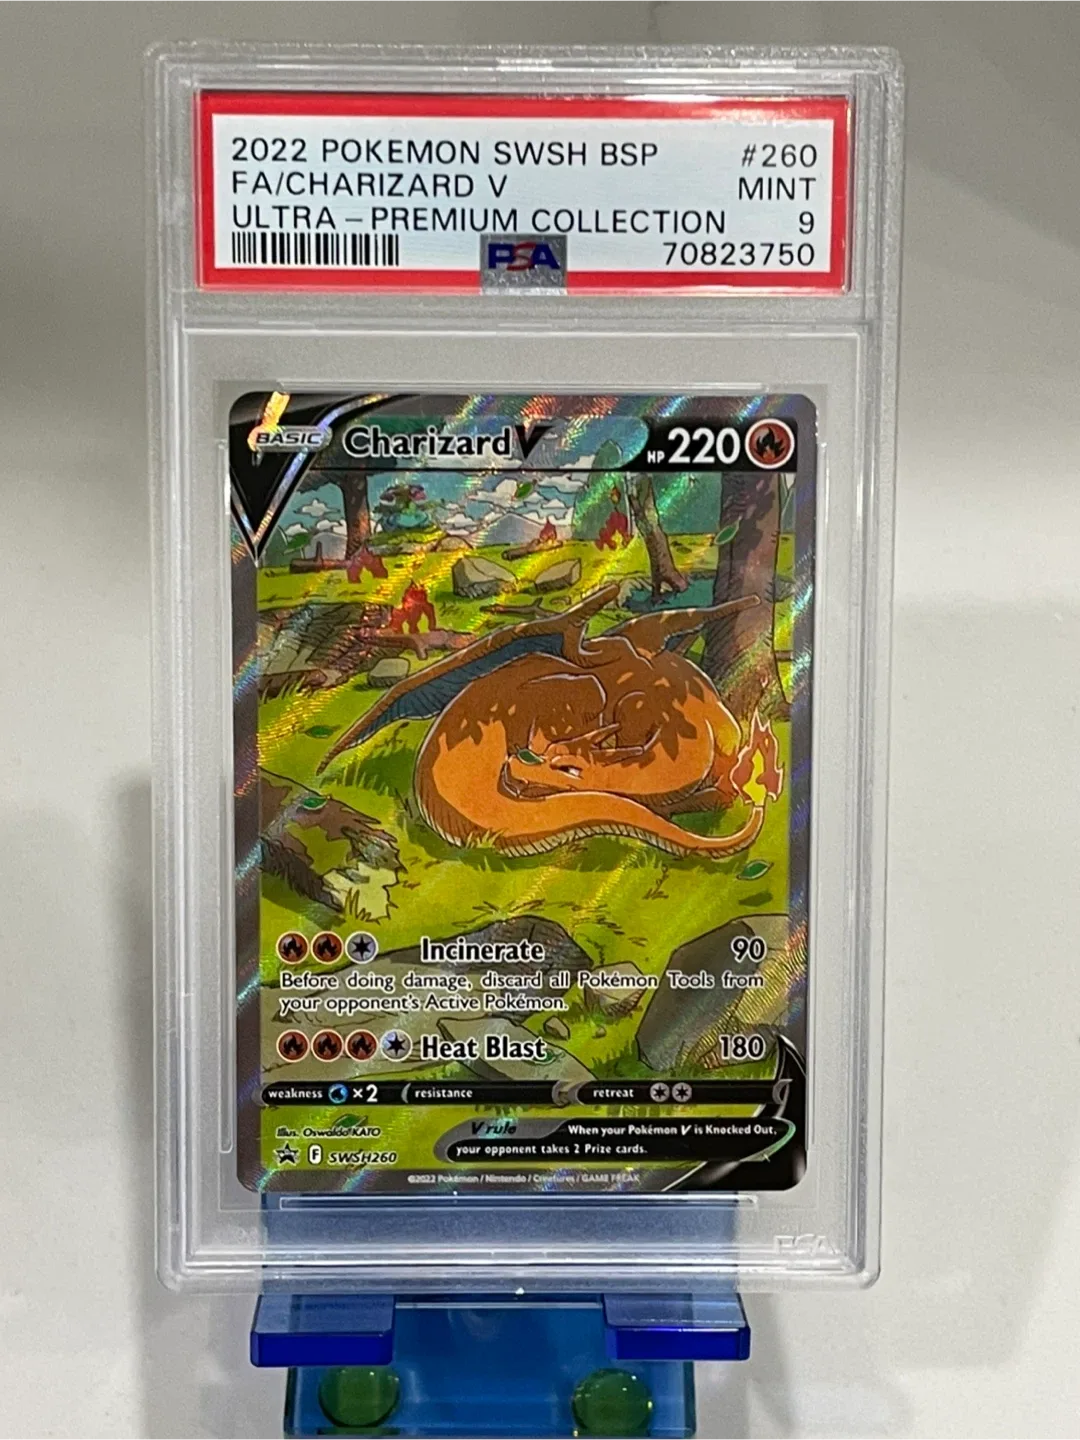 2022 POKEMON SWSH BSP #260
FA/CHARIZARD V MINT
ULTRA-PREMIUM COLLECTION 9
PSA 70823750
BASIC Charizard V HP 220
Incinerate 90
Before doing damage, discard all Pokémon Tools from
your opponent's Active Pokémon.
Heat Blast 180
weakness ×2 resistance retreat
Illus. Oswaldo KATO
V rule When your Pokémon V is Knocked Out,
your opponent takes 2 Prize cards.
F SWSH260
©2022 Pokémon / Nintendo / Creatures / GAME FREAK
PSA